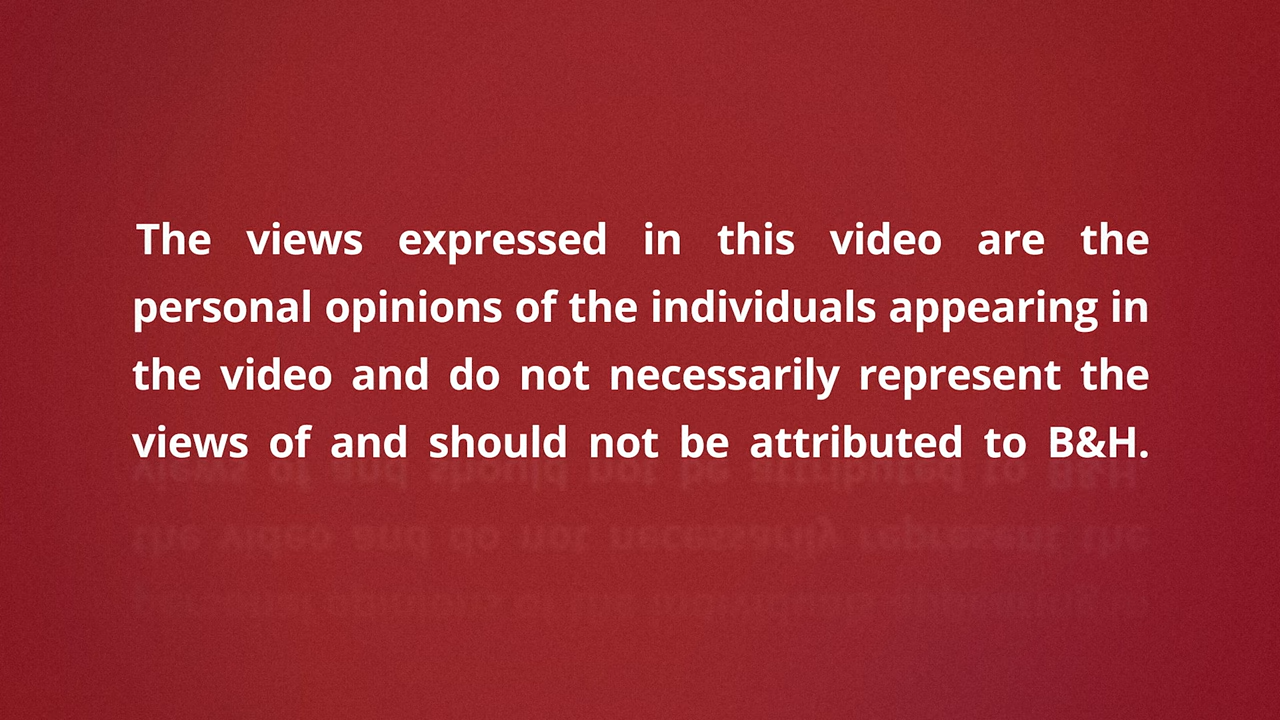 The views expressed in this video are the
personal opinions of the individuals appearing in
the video and do not necessarily represent the
views of and should not be attributed to B&H.